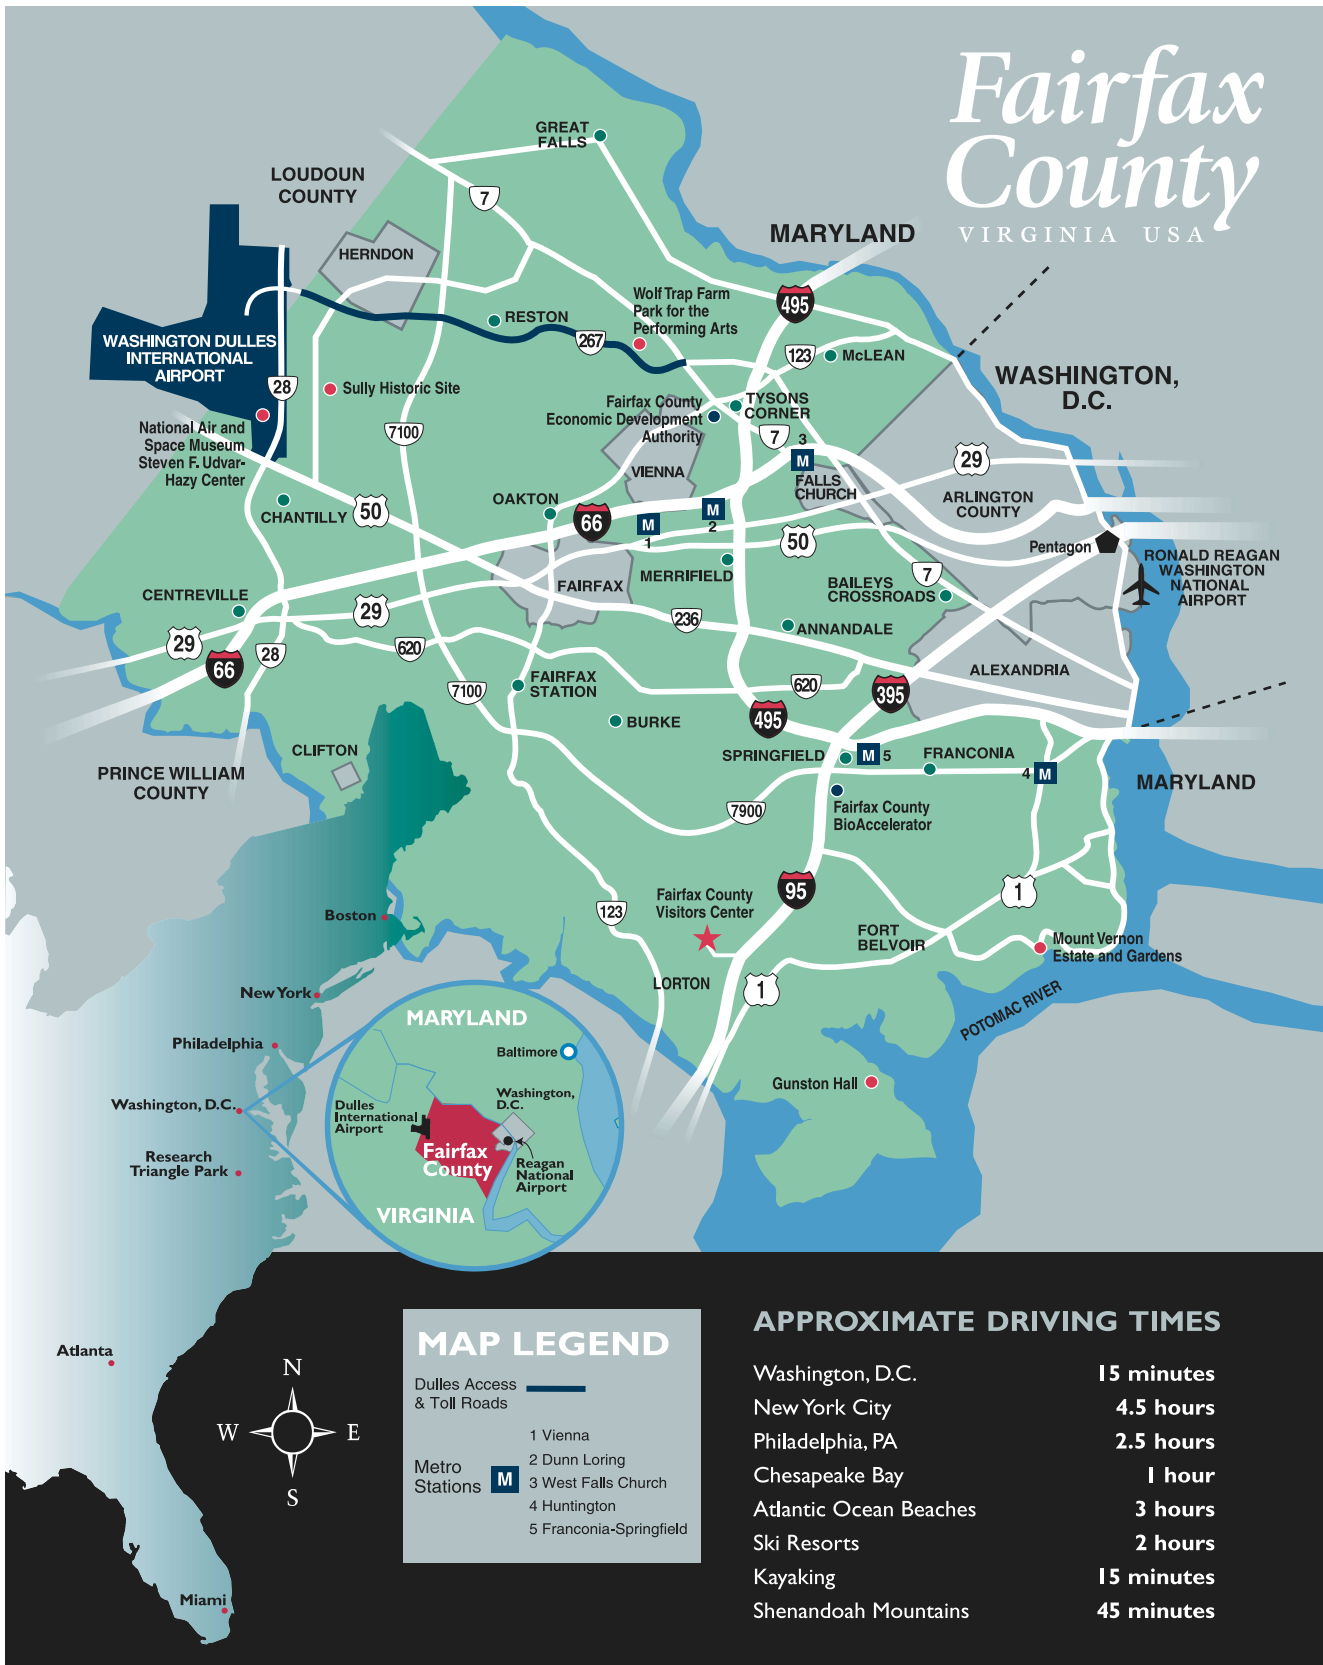 Fairfax
County
VIRGINIA USA
GREAT
FALLS
LOUDOUN
COUNTY
7
MARYLAND
HERNDON
495
Wolf Trap Farm
Park for the
Performing Arts
RESTON
267
WASHINGTON DULLES
INTERNATIONAL
AIRPORT
123
McLEAN
28
Sully Historic Site
WASHINGTON,
D.C.
Fairfax County
Economic Development
Authority
TYSONS
CORNER
National Air and
Space Museum
Steven F. Udvar-
Hazy Center
7100
7
3
M
29
VIENNA
FALLS
CHURCH
ARLINGTON
COUNTY
OAKTON
CHANTILLY
50
66
M
1
M
2
50
Pentagon
RONALD REAGAN
WASHINGTON
NATIONAL
AIRPORT
MERRIFIELD
FAIRFAX
BAILEYS
CROSSROADS
7
CENTREVILLE
29
236
ANNANDALE
29
66
28
620
ALEXANDRIA
7100
FAIRFAX
STATION
620
395
BURKE
495
CLIFTON
SPRINGFIELD
M 5
FRANCONIA
4 M
PRINCE WILLIAM
COUNTY
MARYLAND
7900
Fairfax County
BioAccelerator
95
1
Fairfax County
Visitors Center
123
Boston
FORT
BELVOIR
Mount Vernon
Estate and Gardens
LORTON
1
New York
POTOMAC RIVER
MARYLAND
Philadelphia
Baltimore
Gunston Hall
Washington, D.C.
Washington,
D.C.
Dulles
International
Airport
Fairfax
County
Research
Triangle Park
Reagan
National
Airport
VIRGINIA
Atlanta
Miami
N
W
E
S
MAP LEGEND
Dulles Access
& Toll Roads
Metro
Stations
M
1 Vienna
2 Dunn Loring
3 West Falls Church
4 Huntington
5 Franconia-Springfield
APPROXIMATE DRIVING TIMES
Washington, D.C. 15 minutes
New York City 4.5 hours
Philadelphia, PA 2.5 hours
Chesapeake Bay 1 hour
Atlantic Ocean Beaches 3 hours
Ski Resorts 2 hours
Kayaking 15 minutes
Shenandoah Mountains 45 minutes